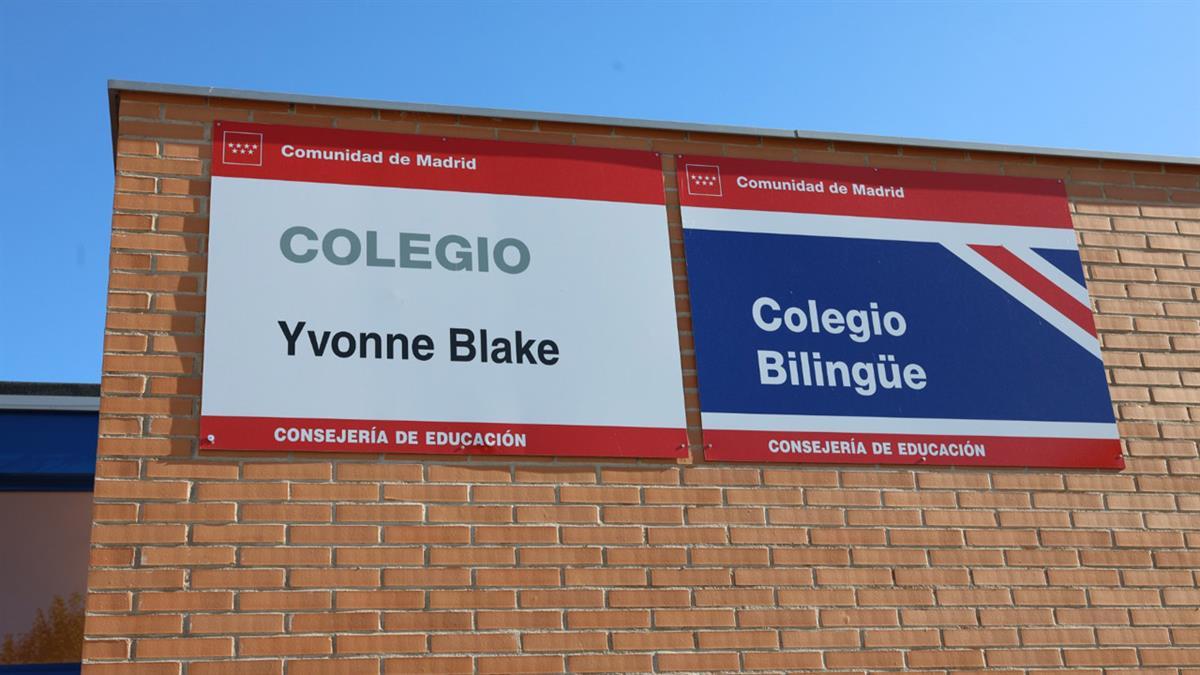 Comunidad de Madrid
COLEGIO
Yvonne Blake
CONSEJERÍA DE EDUCACIÓN
Comunidad de Madrid
Colegio
Bilingüe
CONSEJERÍA DE EDUCACIÓN